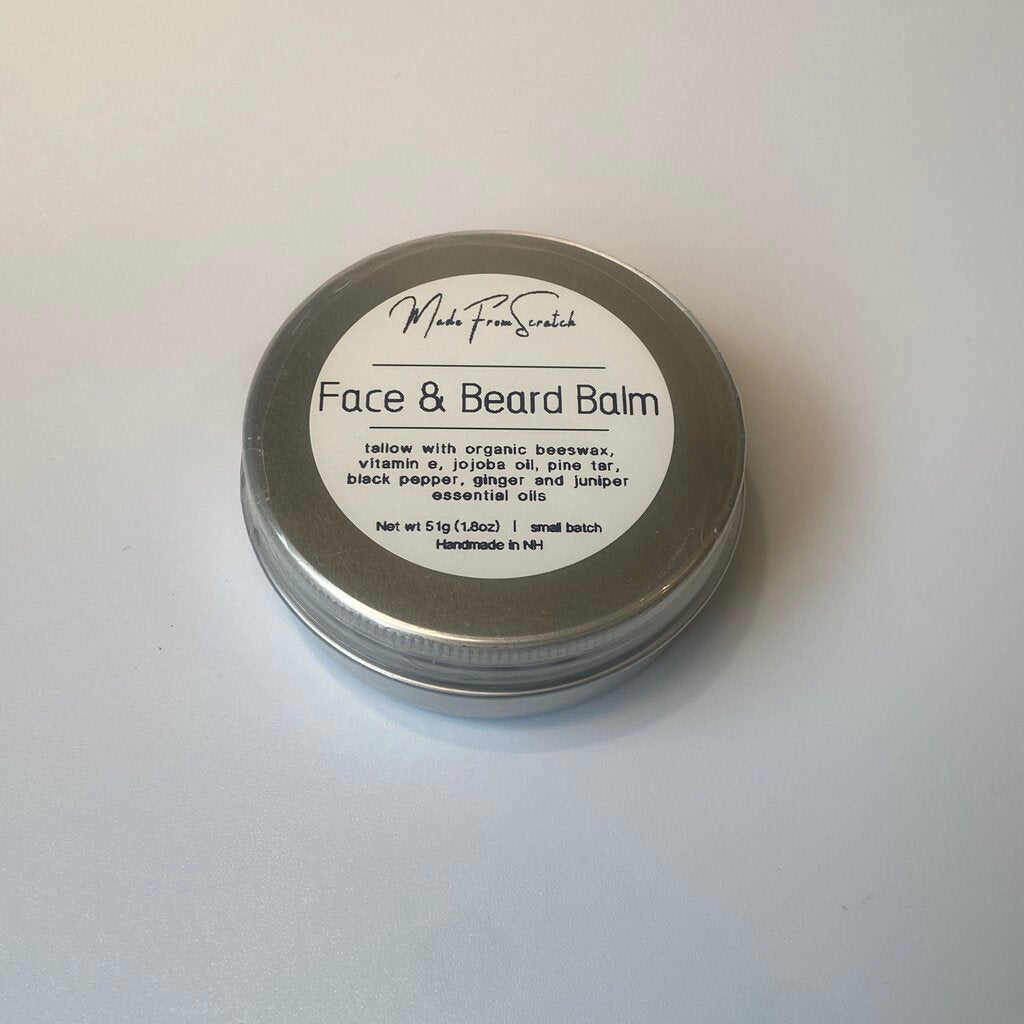 Made From Scratch
Face & Beard Balm
tallow with organic beeswax,
vitamin e, jojoba oil, pine tar,
black pepper, ginger and juniper
essential oils
Net wt 51g (1.8oz) | small batch
Handmade in NH